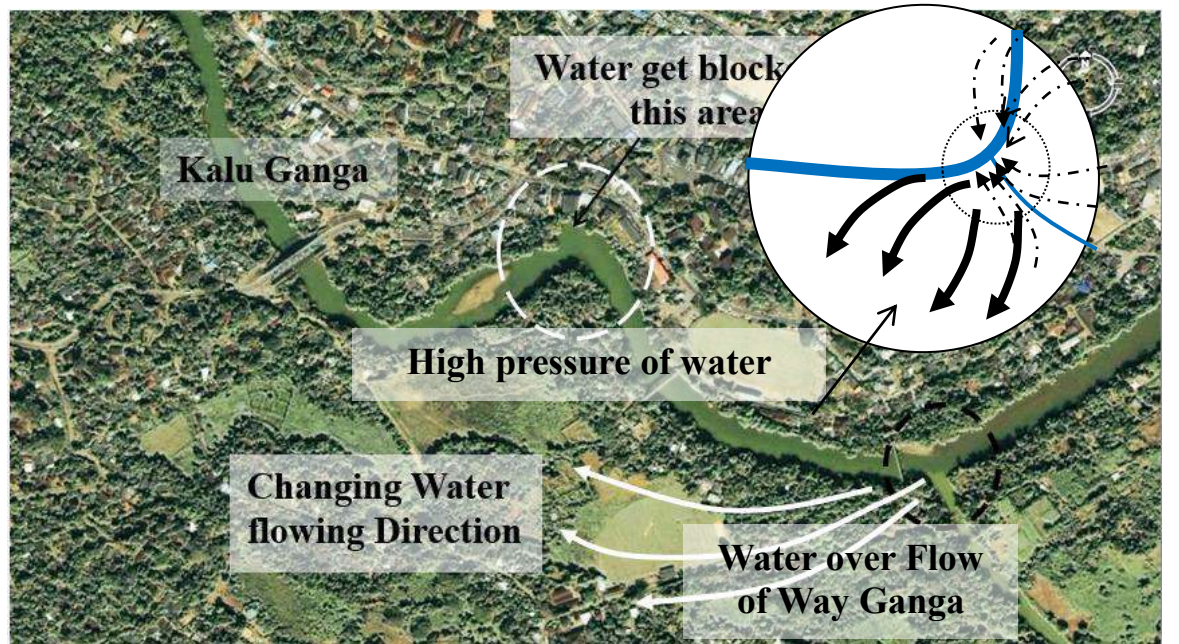 Water get block
this area
Kalu Ganga
High pressure of water
Changing Water
flowing Direction
Water over Flow
of Way Ganga